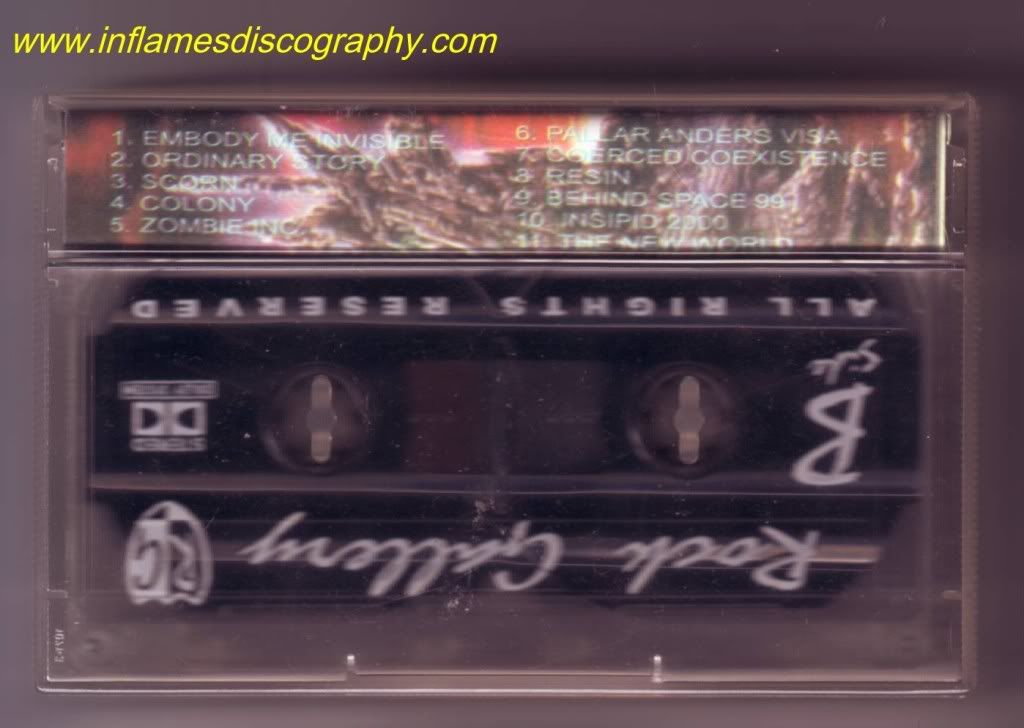 www.inflamesdiscography.com
1. EMBODY ME INVISIBLE
2. ORDINARY STORY
3. SCORN
4. COLONY
5. ZOMBIE INC.
6. PALLAR ANDERS VISA
7. COERCED COEXISTENCE
8. RESIN
9. BEHIND SPACE 99
10. INSIPID 2000
11. THE NEW WORLD
ALL RIGHTS RESERVED
B
STEREO
Rock Gallery
RG